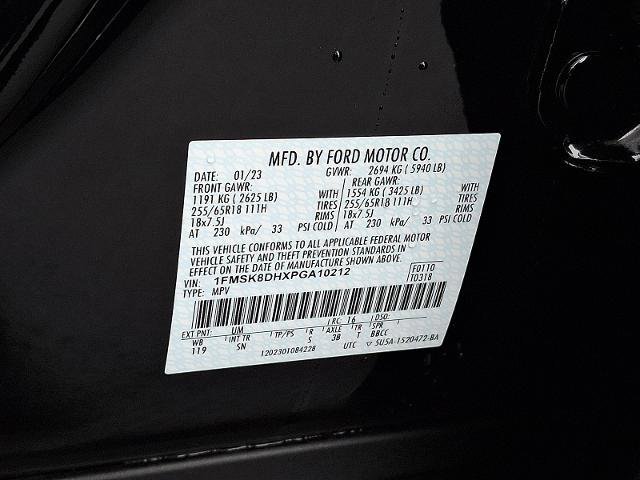 MFD. BY FORD MOTOR CO.
DATE: 01/23 GVWR: 2694 KG ( 5940 LB)
FRONT GAWR: REAR GAWR:
1191 KG ( 2625 LB) WITH 1554 KG ( 3425 LB) WITH
255/65R18 111H TIRES 255/65R18 111H TIRES
18x7.5J RIMS 18x7.5J RIMS
AT 230 kPa/ 33 PSI COLD AT 230 kPa/ 33 PSI COLD
THIS VEHICLE CONFORMS TO ALL APPLICABLE FEDERAL MOTOR
VEHICLE SAFETY AND THEFT PREVENTION STANDARDS IN
EFFECT ON THE DATE OF MANUFACTURE SHOWN ABOVE.
VIN: 1FMSK8DHXPGA10212 F0110
TYPE: MPV T0318
EXT PNT: UM RC: 16 DSO:
WB INT TR TP/PS R AXLE TR SPR
119 SN S 3B T BBCC
1202301084228 UTC ▽ 5U5A-1520472-BA